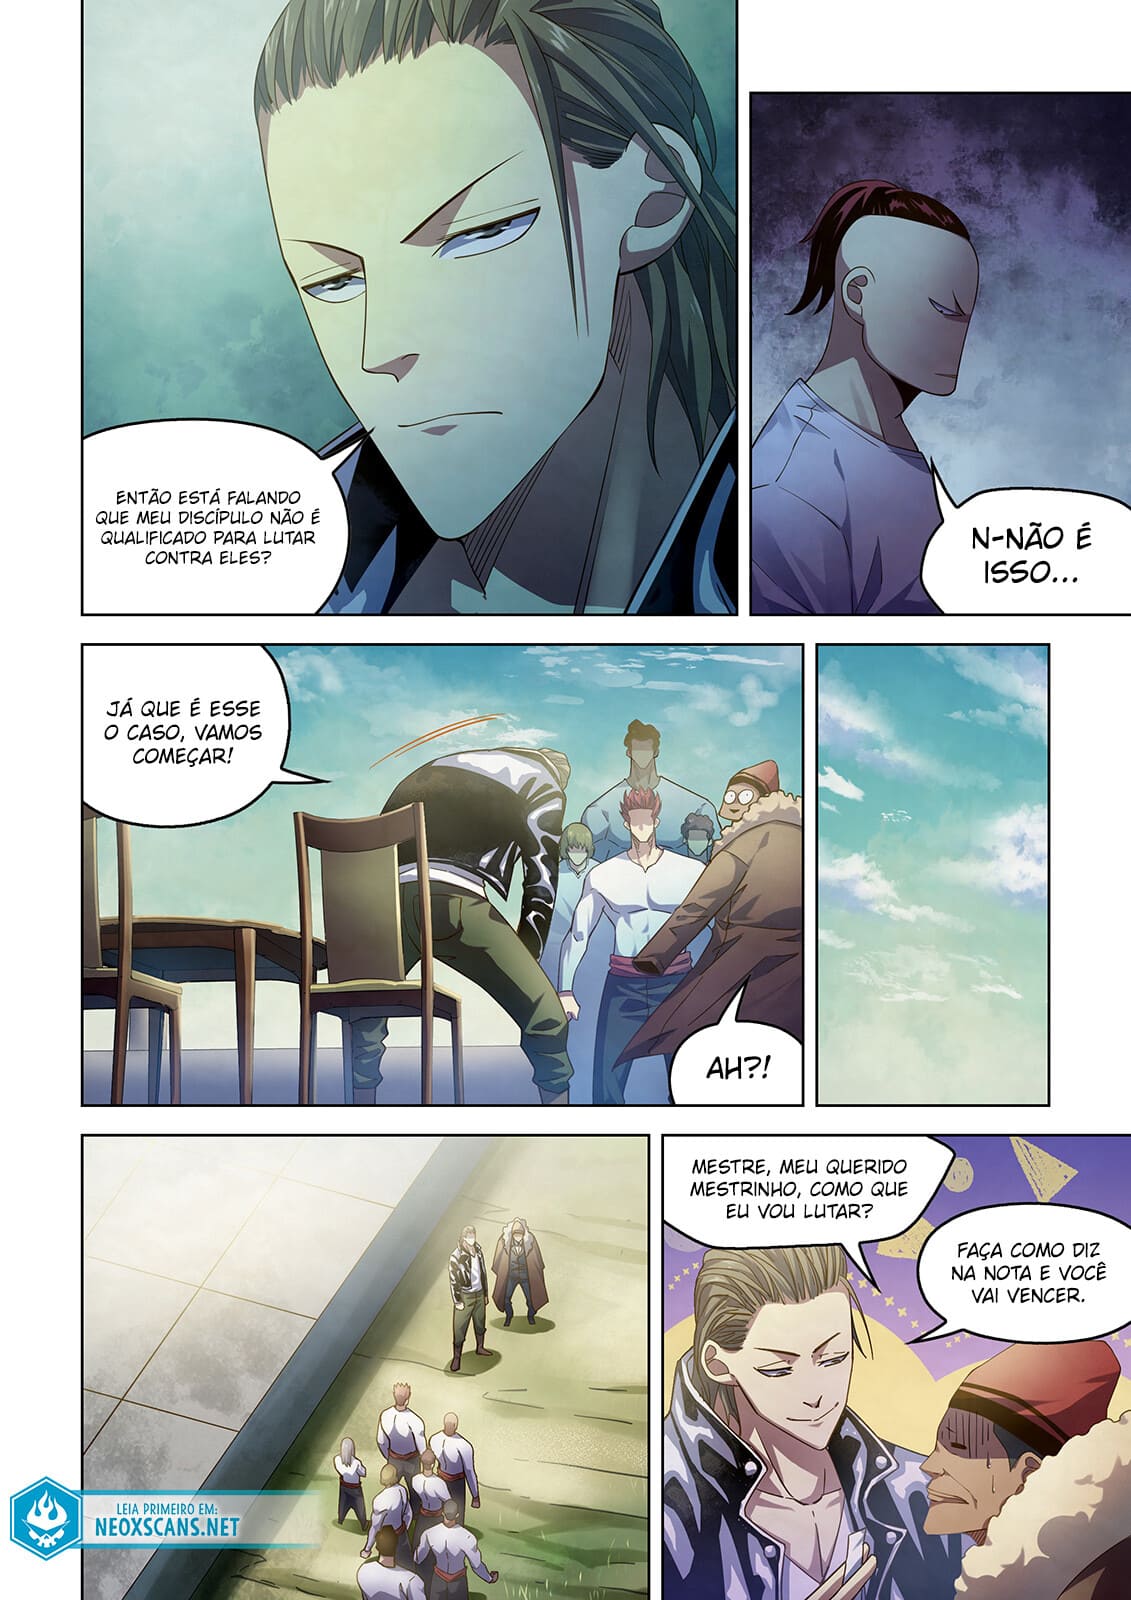 ENTÃO ESTÁ FALANDO
QUE MEU DISCÍPULO NÃO É
QUALIFICADO PARA LUTAR
CONTRA ELES?
N-NÃO É
ISSO...
JÁ QUE É ESSE
O CASO, VAMOS
COMEÇAR!
AH?!
MESTRE, MEU QUERIDO
MESTRINHO, COMO QUE
EU VOU LUTAR?
FAÇA COMO DIZ
NA NOTA E VOCÊ
VAI VENCER.
LEIA PRIMEIRO EM:
NEOXSCANS.NET